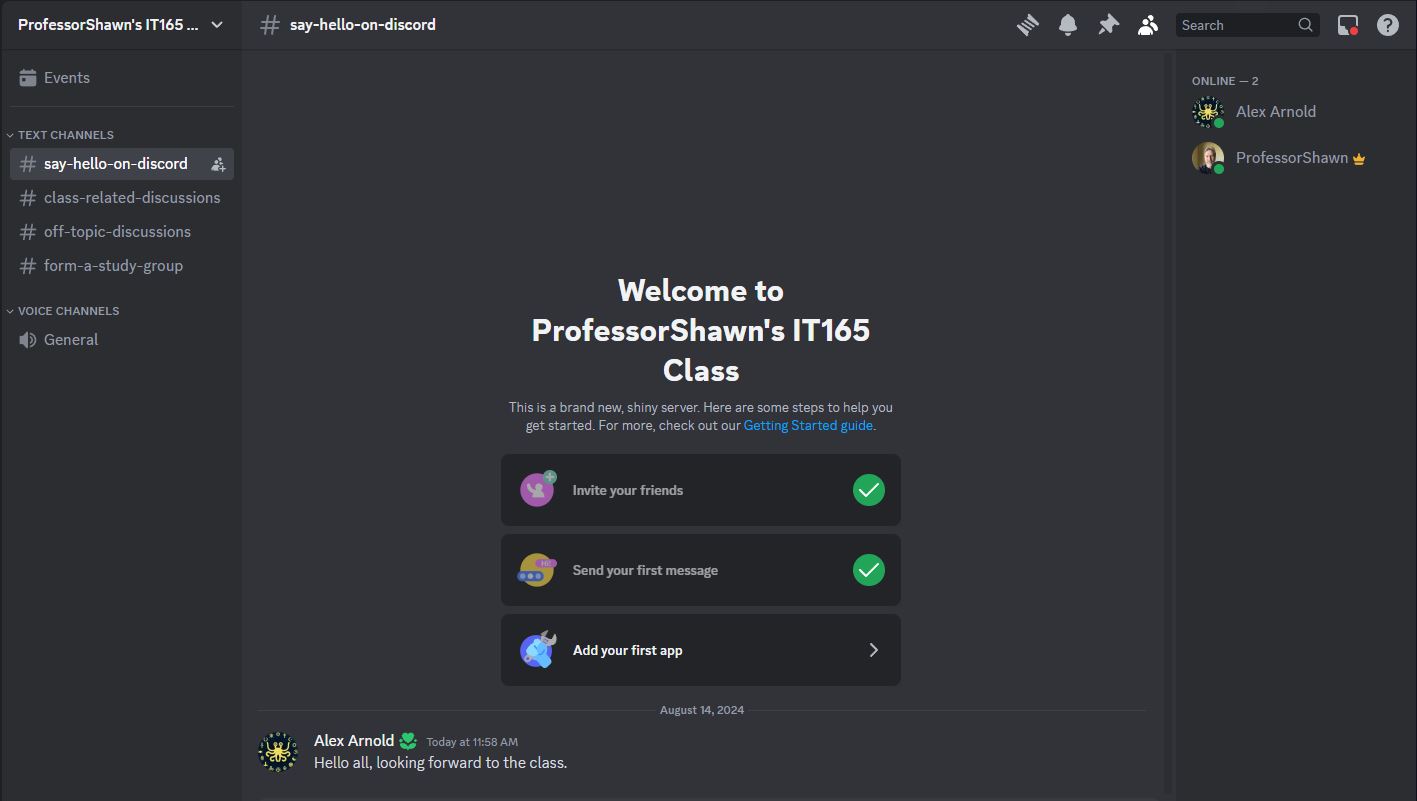 ProfessorShawn's IT165 ...
say-hello-on-discord
Search
Events
TEXT CHANNELS
say-hello-on-discord
class-related-discussions
off-topic-discussions
form-a-study-group
VOICE CHANNELS
General
Welcome to
ProfessorShawn's IT165
Class
This is a brand new, shiny server. Here are some steps to help you
get started. For more, check out our Getting Started guide.
Invite your friends
Hi!
Send your first message
Add your first app
August 14, 2024
Alex Arnold Today at 11:58 AM
Hello all, looking forward to the class.
ONLINE — 2
Alex Arnold
ProfessorShawn